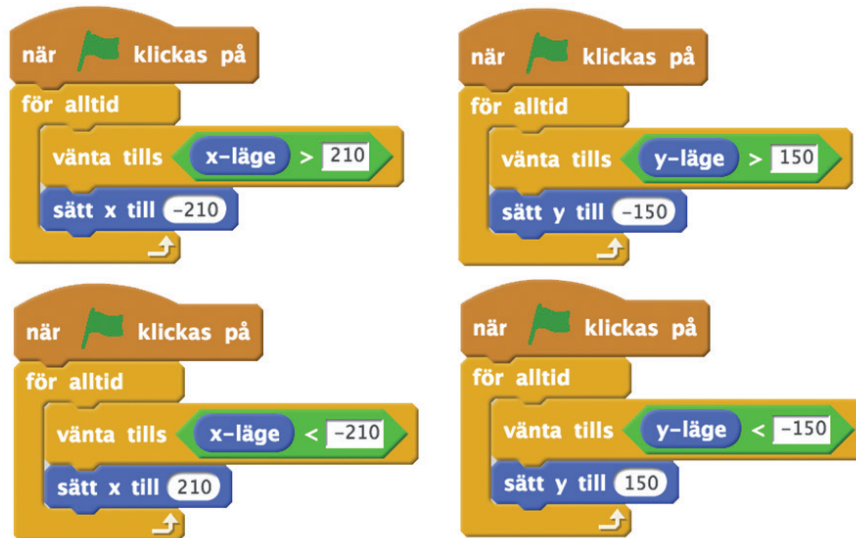 när klickas på
för alltid
vänta tills x-läge > 210
sätt x till -210
när klickas på
för alltid
vänta tills y-läge > 150
sätt y till -150
när klickas på
för alltid
vänta tills x-läge < -210
sätt x till 210
när klickas på
för alltid
vänta tills y-läge < -150
sätt y till 150